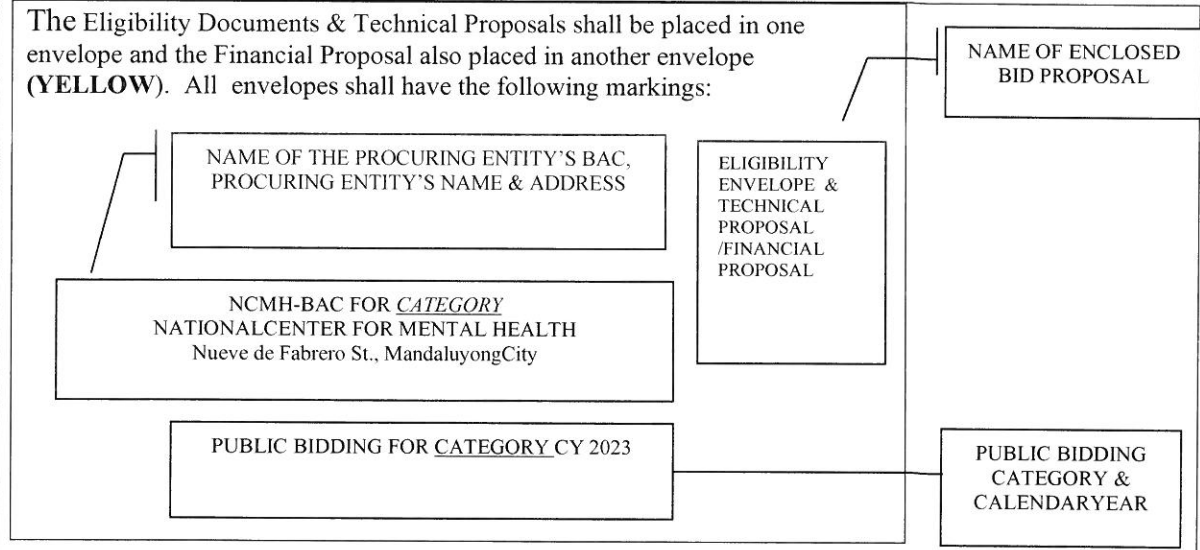 The Eligibility Documents & Technical Proposals shall be placed in one
envelope and the Financial Proposal also placed in another envelope
(YELLOW). All envelopes shall have the following markings:
NAME OF ENCLOSED
BID PROPOSAL
NAME OF THE PROCURING ENTITY'S BAC,
PROCURING ENTITY'S NAME & ADDRESS
ELIGIBILITY
ENVELOPE &
TECHNICAL
PROPOSAL
/FINANCIAL
PROPOSAL
NCMH-BAC FOR CATEGORY
NATIONALCENTER FOR MENTAL HEALTH
Nueve de Fabrero St., MandaluyongCity
PUBLIC BIDDING FOR CATEGORY CY 2023
PUBLIC BIDDING
CATEGORY &
CALENDARYEAR